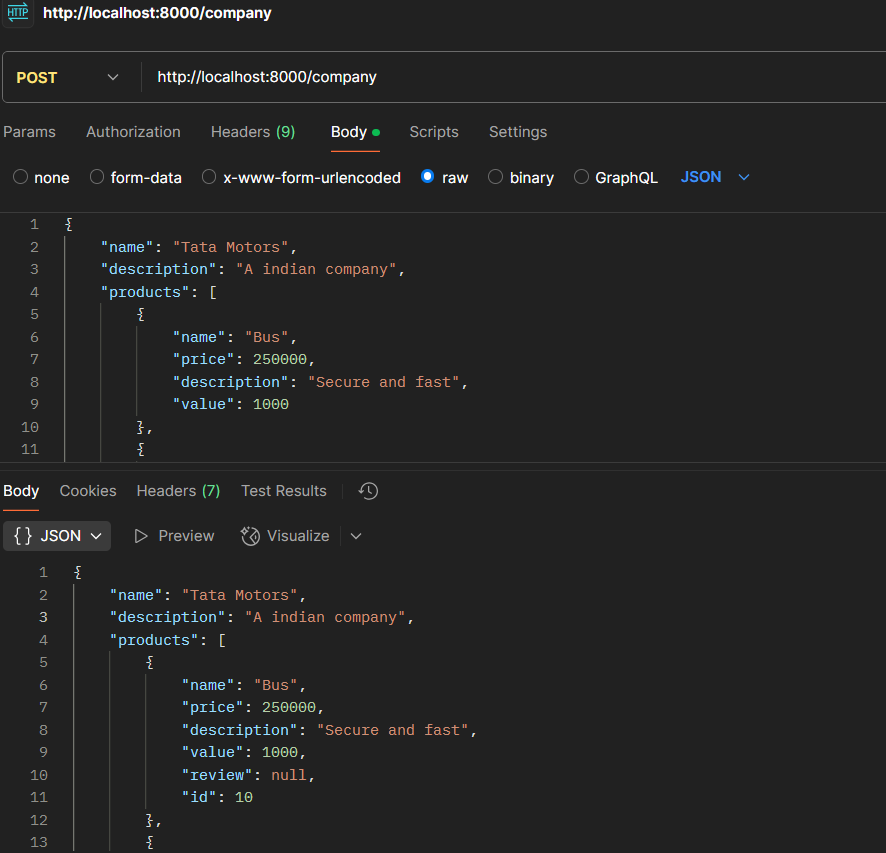 HTTP http://localhost:8000/company
POST http://localhost:8000/company
Params Authorization Headers (9) Body Scripts Settings
none form-data x-www-form-urlencoded raw binary GraphQL JSON
1 {
2 "name": "Tata Motors",
3 "description": "A indian company",
4 "products": [
5 {
6 "name": "Bus",
7 "price": 250000,
8 "description": "Secure and fast",
9 "value": 1000
10 },
11 {
Body Cookies Headers (7) Test Results
{} JSON Preview Visualize
1 {
2 "name": "Tata Motors",
3 "description": "A indian company",
4 "products": [
5 {
6 "name": "Bus",
7 "price": 250000,
8 "description": "Secure and fast",
9 "value": 1000,
10 "review": null,
11 "id": 10
12 },
13 {